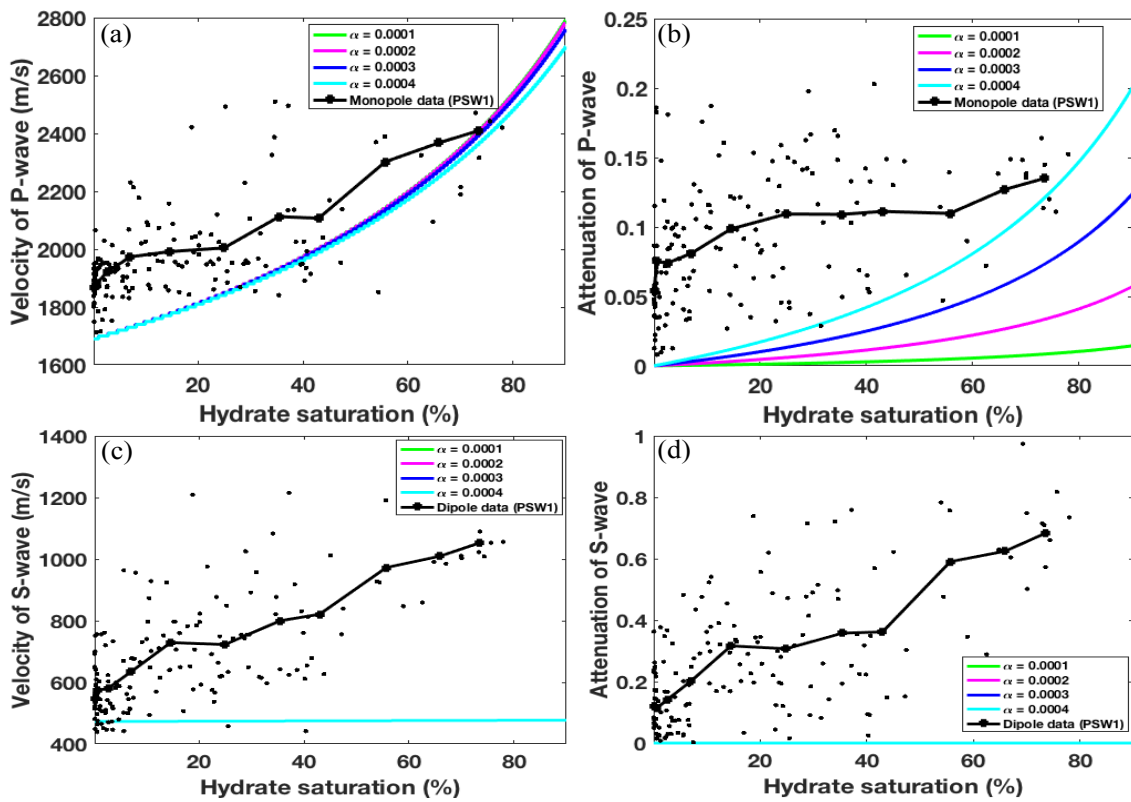 (a)
α = 0.0001
α = 0.0002
α = 0.0003
α = 0.0004
Monopole data (PSW1)
Velocity of P-wave (m/s)
2800
2600
2400
2200
2000
1800
1600
20
40
60
80
Hydrate saturation (%)
(b)
α = 0.0001
α = 0.0002
α = 0.0003
α = 0.0004
Monopole data (PSW1)
Attenuation of P-wave
0.25
0.2
0.15
0.1
0.05
0
20
40
60
80
Hydrate saturation (%)
(c)
α = 0.0001
α = 0.0002
α = 0.0003
α = 0.0004
Dipole data (PSW1)
Velocity of S-wave (m/s)
1400
1200
1000
800
600
400
20
40
60
80
Hydrate saturation (%)
(d)
α = 0.0001
α = 0.0002
α = 0.0003
α = 0.0004
Dipole data (PSW1)
Attenuation of S-wave
1
0.8
0.6
0.4
0.2
0
20
40
60
80
Hydrate saturation (%)